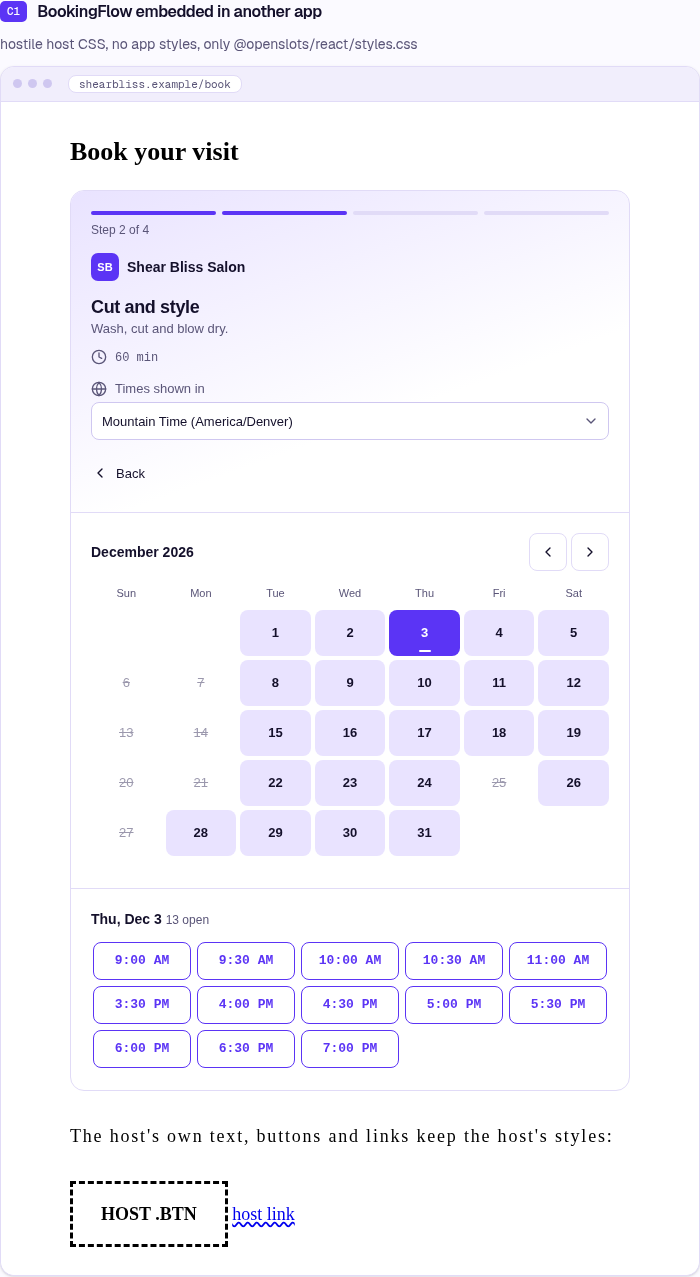 C1 BookingFlow embedded in another app
hostile host CSS, no app styles, only @openslots/react/styles.css
shearbliss.example/book
Book your visit
Step 2 of 4
SB Shear Bliss Salon
Cut and style
Wash, cut and blow dry.
60 min
Times shown in
Mountain Time (America/Denver)
Back
December 2026
Sun Mon Tue Wed Thu Fri Sat
1 2 3 4 5
6 7 8 9 10 11 12
13 14 15 16 17 18 19
20 21 22 23 24 25 26
27 28 29 30 31
Thu, Dec 3 13 open
9:00 AM 9:30 AM 10:00 AM 10:30 AM 11:00 AM
3:30 PM 4:00 PM 4:30 PM 5:00 PM 5:30 PM
6:00 PM 6:30 PM 7:00 PM
The host's own text, buttons and links keep the host's styles:
HOST .BTN host link